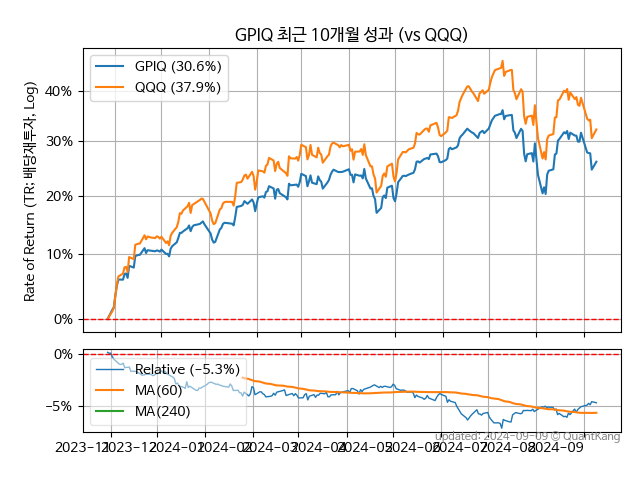 GPIQ 최근 10개월 성과 (vs QQQ)
Rate of Return (TR: 배당재투자, Log)
GPIQ (30.6%)
QQQ (37.9%)
40%
30%
20%
10%
0%
0%
−5%
Relative (−5.3%)
MA(60)
MA(240)
2023-11
2023-12
2024-01
2024-02
2024-03
2024-04
2024-05
2024-06
2024-07
2024-08
2024-09
updated: 2024-09-09 © QuantKang